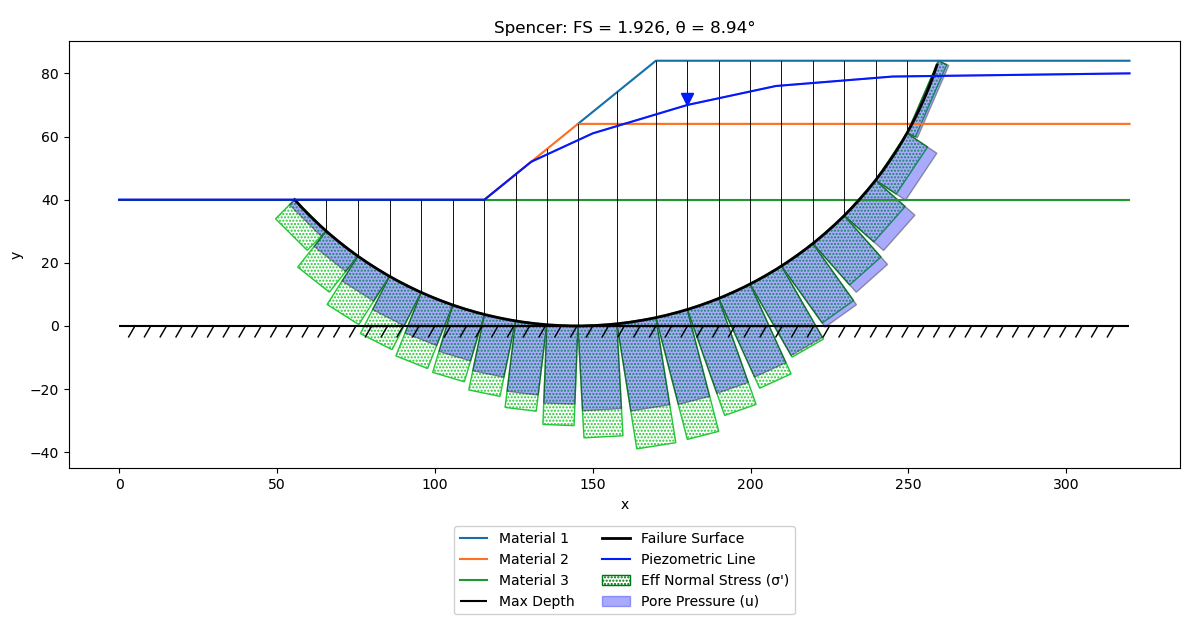 Spencer: FS = 1.926, θ = 8.94°
80
60
40
20
0
−20
−40
y
0 50 100 150 200 250 300
x
Material 1
Material 2
Material 3
Max Depth
Failure Surface
Piezometric Line
Eff Normal Stress (σ')
Pore Pressure (u)